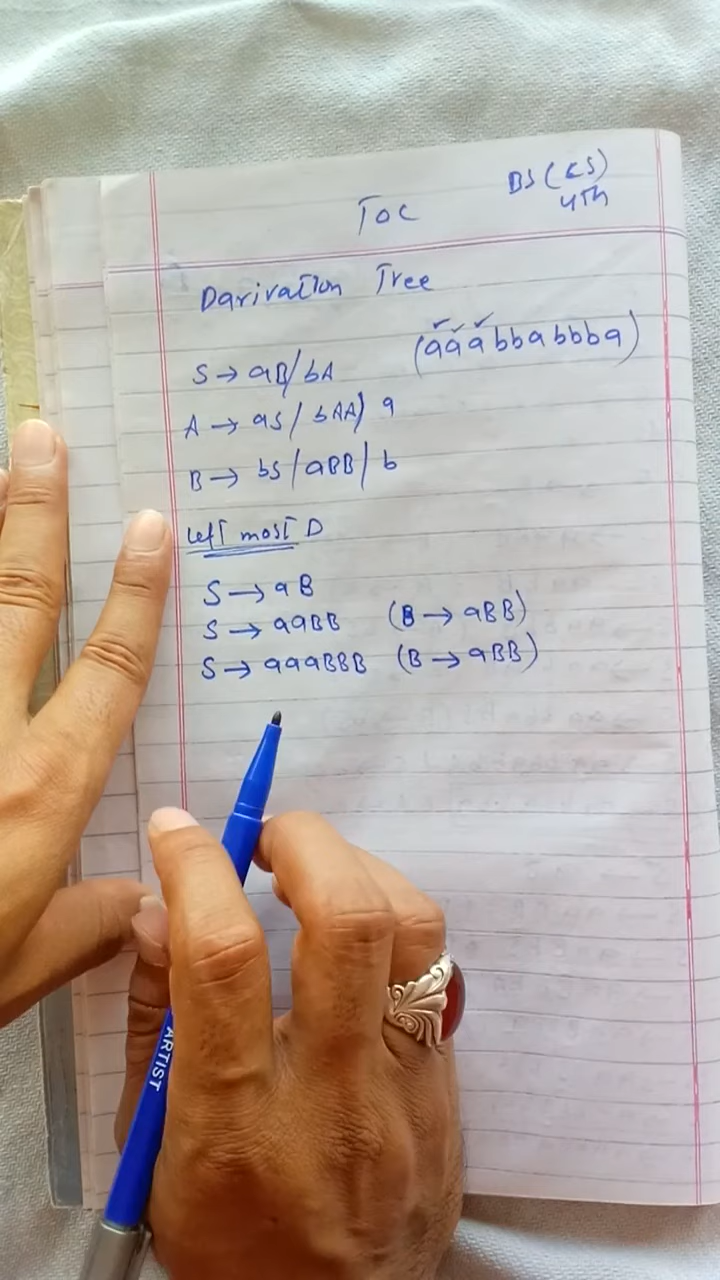 BS (CS)
4Th
TOC
Darivation Tree
(aaabbabbba)
S → aB/bA
A → aS/bAA/a
B → bS/aBB/b
left most D
S → aB
S → aaBB (B → aBB)
S → aaaBBB (B → aBB)
ARTIST